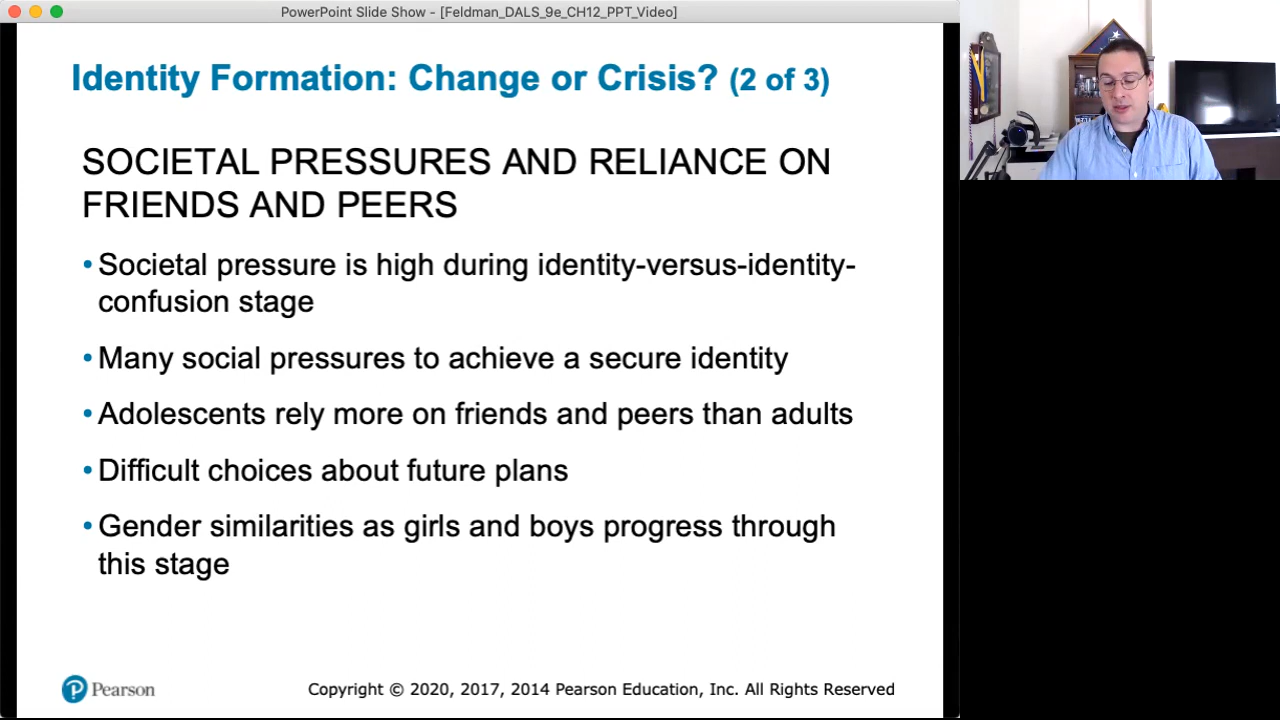 PowerPoint Slide Show - [Feldman_DALS_9e_CH12_PPT_Video]
Identity Formation: Change or Crisis? (2 of 3)
SOCIETAL PRESSURES AND RELIANCE ON
FRIENDS AND PEERS
• Societal pressure is high during identity-versus-identity-
confusion stage
• Many social pressures to achieve a secure identity
• Adolescents rely more on friends and peers than adults
• Difficult choices about future plans
• Gender similarities as girls and boys progress through
this stage
Pearson
Copyright © 2020, 2017, 2014 Pearson Education, Inc. All Rights Reserved